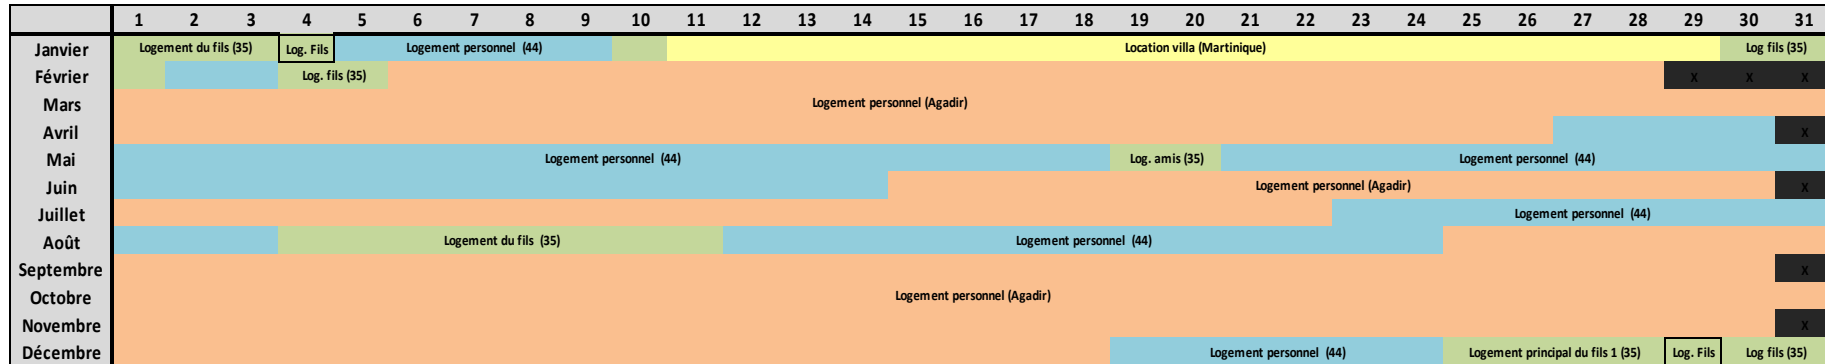 1 2 3 4 5 6 7 8 9 10 11 12 13 14 15 16 17 18 19 20 21 22 23 24 25 26 27 28 29 30 31
Janvier Logement du fils (35) Log. Fils Logement personnel (44) Location villa (Martinique) Log fils (35)
Février Log. fils (35) X X X
Mars Logement personnel (Agadir)
Avril X
Mai Logement personnel (44) Log. amis (35) Logement personnel (44)
Juin Logement personnel (Agadir) X
Juillet Logement personnel (44)
Août Logement du fils (35) Logement personnel (44)
Septembre X
Octobre Logement personnel (Agadir)
Novembre X
Décembre Logement personnel (44) Logement principal du fils 1 (35) Log. Fils Log fils (35)